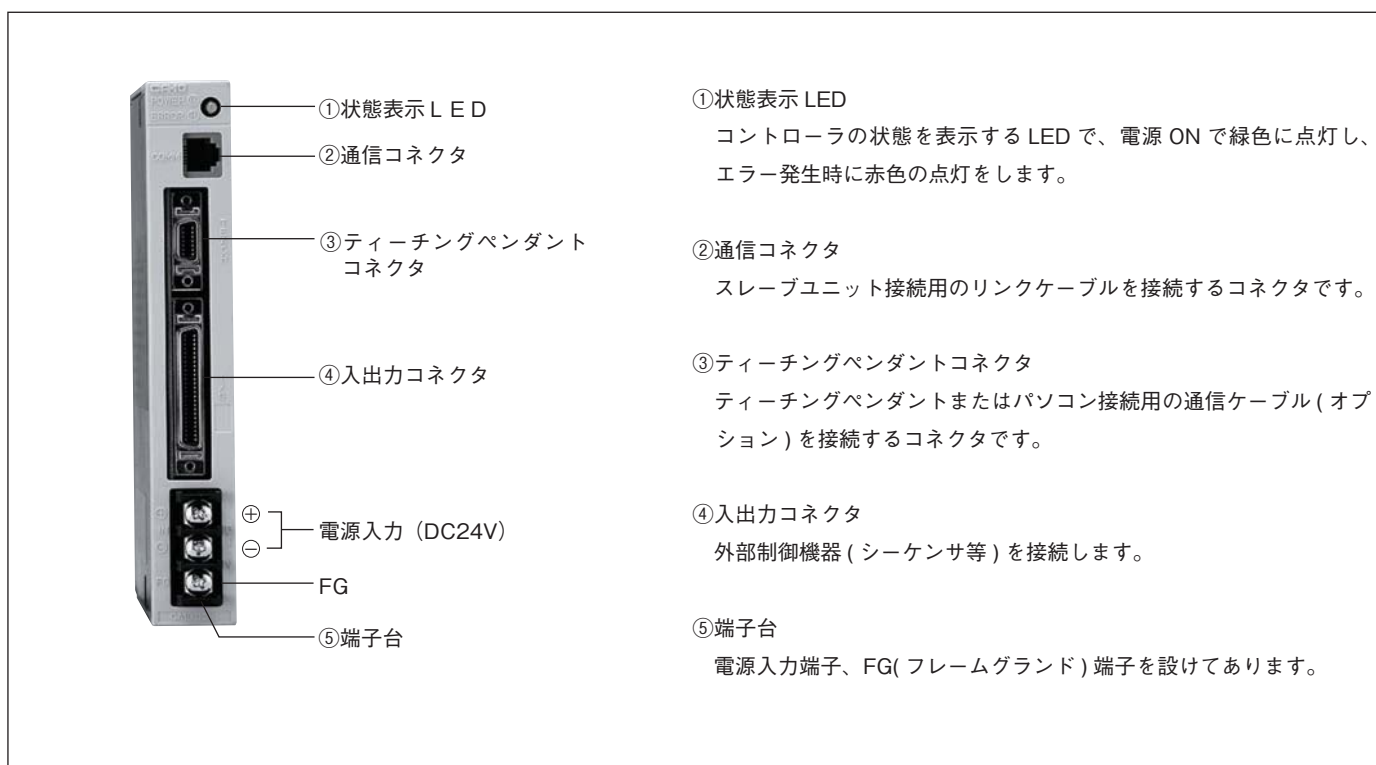 ①状態表示ＬＥＤ
②通信コネクタ
③ティーチングペンダント
コネクタ
④入出力コネクタ
⊕
電源入力（DC24V）
⊖
FG
⑤端子台
①状態表示 LED
コントローラの状態を表示する LED で、電源 ON で緑色に点灯し、
エラー発生時に赤色の点灯をします。
②通信コネクタ
スレーブユニット接続用のリンクケーブルを接続するコネクタです。
③ティーチングペンダントコネクタ
ティーチングペンダントまたはパソコン接続用の通信ケーブル ( オプ
ション ) を接続するコネクタです。
④入出力コネクタ
外部制御機器 ( シーケンサ等 ) を接続します。
⑤端子台
電源入力端子、FG( フレームグランド ) 端子を設けてあります。